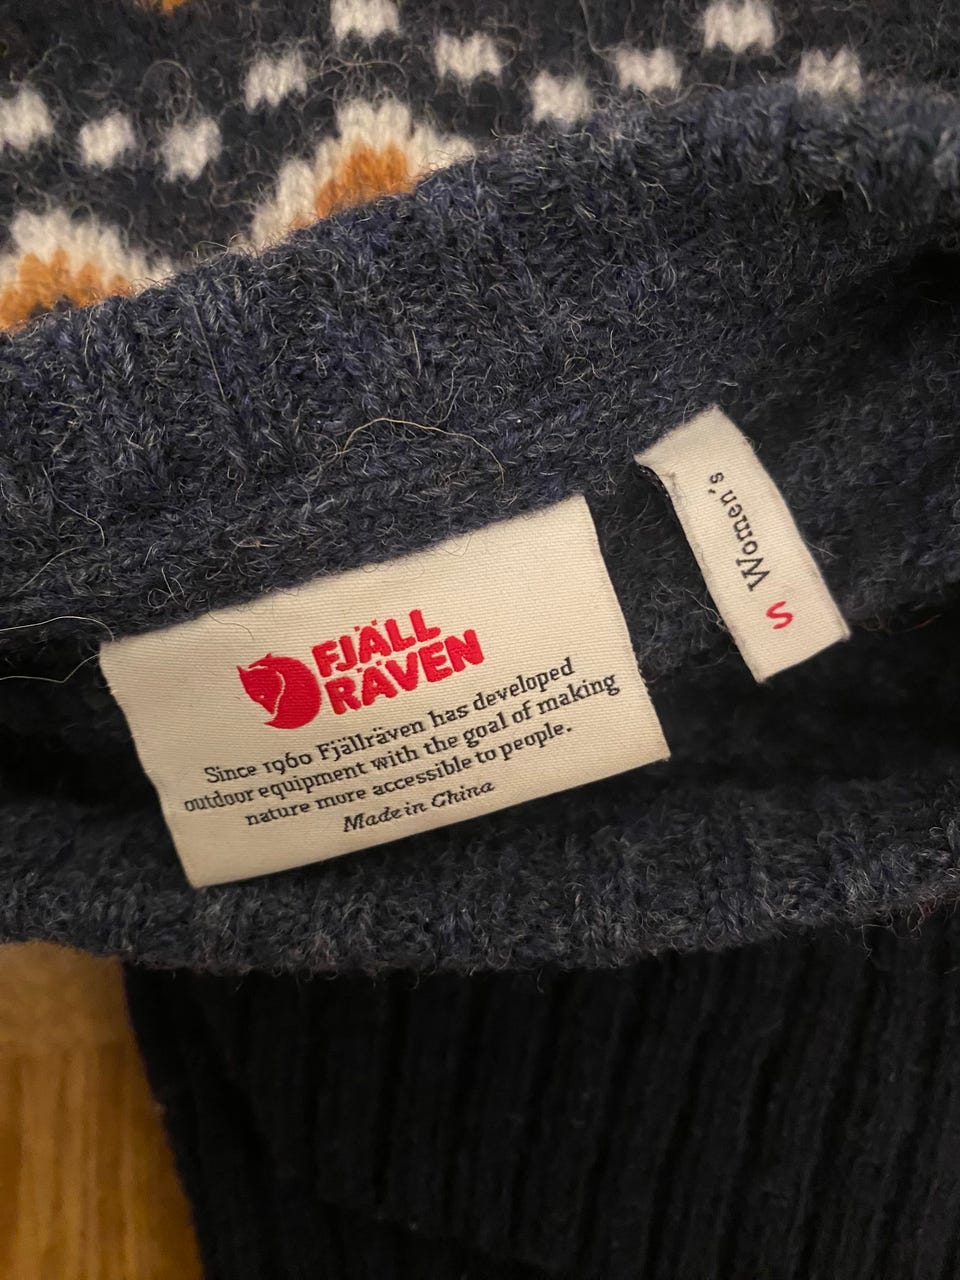 FJÄLL
RÄVEN
Since 1960 Fjällräven has developed
outdoor equipment with the goal of making
nature more accessible to people.
Made in China
Women's S